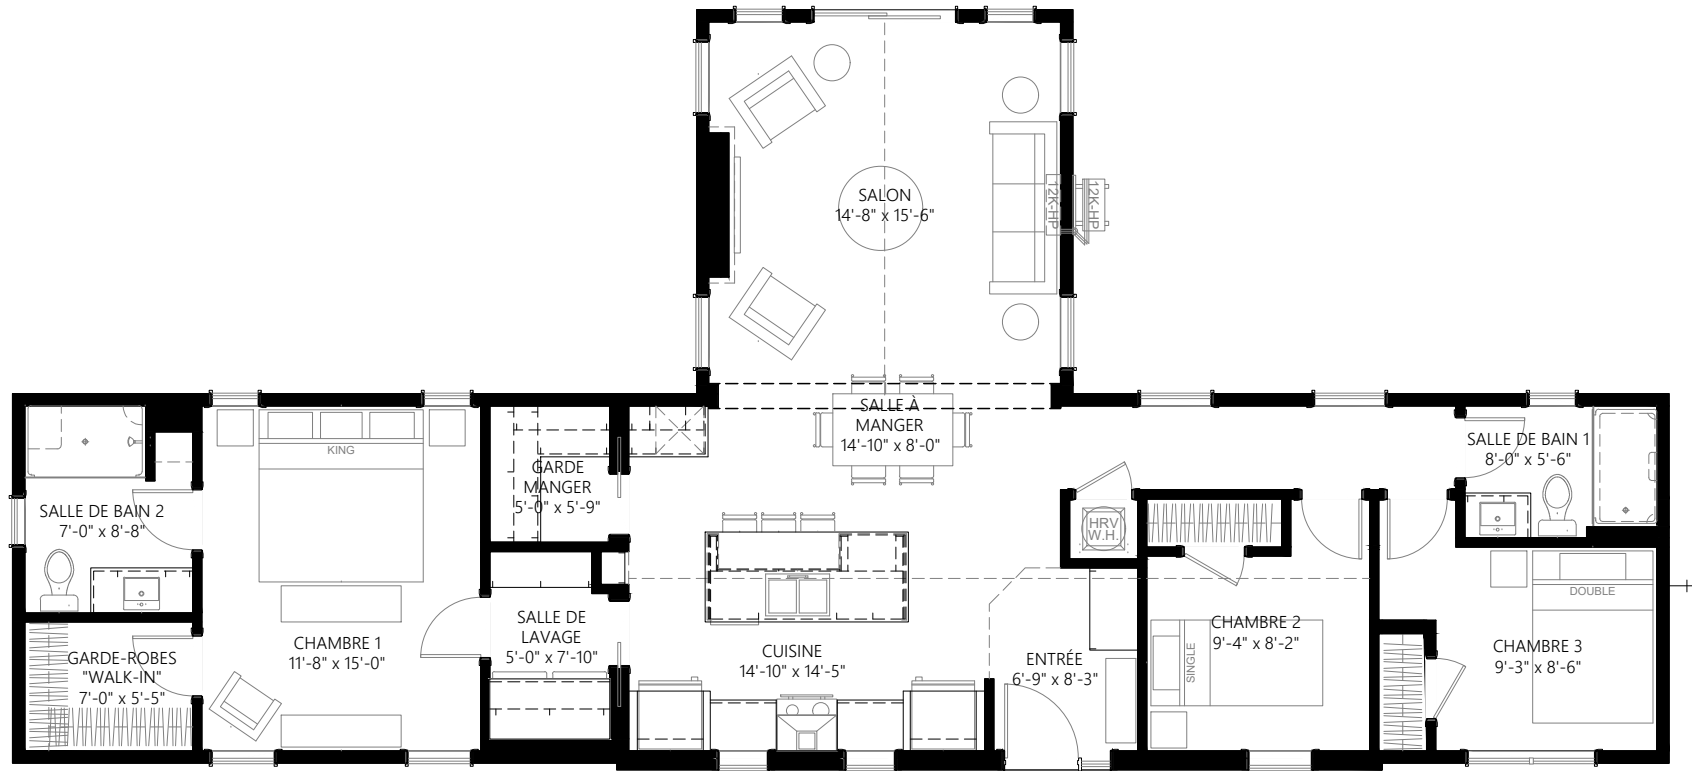 SALON
14'-8" x 15'-6"
12K-HP
12K-HP
SALLE À
MANGER
14'-10" x 8'-0"
KING
GARDE
MANGER
5'-0" x 5'-9"
SALLE DE BAIN 2
7'-0" x 8'-8"
SALLE DE BAIN 1
8'-0" x 5'-6"
HRV
W.H.
DOUBLE
CHAMBRE 1
11'-8" x 15'-0"
SALLE DE
LAVAGE
5'-0" x 7'-10"
CUISINE
14'-10" x 14'-5"
ENTRÉE
6'-9" x 8'-3"
CHAMBRE 2
9'-4" x 8'-2"
SINGLE
CHAMBRE 3
9'-3" x 8'-6"
GARDE-ROBES
"WALK-IN"
7'-0" x 5'-5"